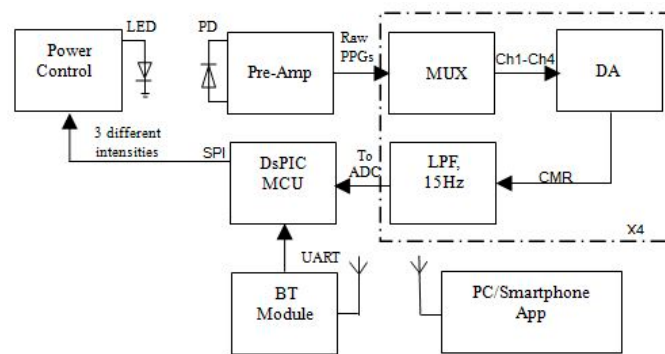 LED
PD
Power
Control
Pre-Amp
Raw
PPGs
MUX
Ch1-Ch4
DA
3 different
intensities
SPI
DsPIC
MCU
To
ADC
LPF,
15Hz
CMR
X4
UART
BT
Module
PC/Smartphone
App